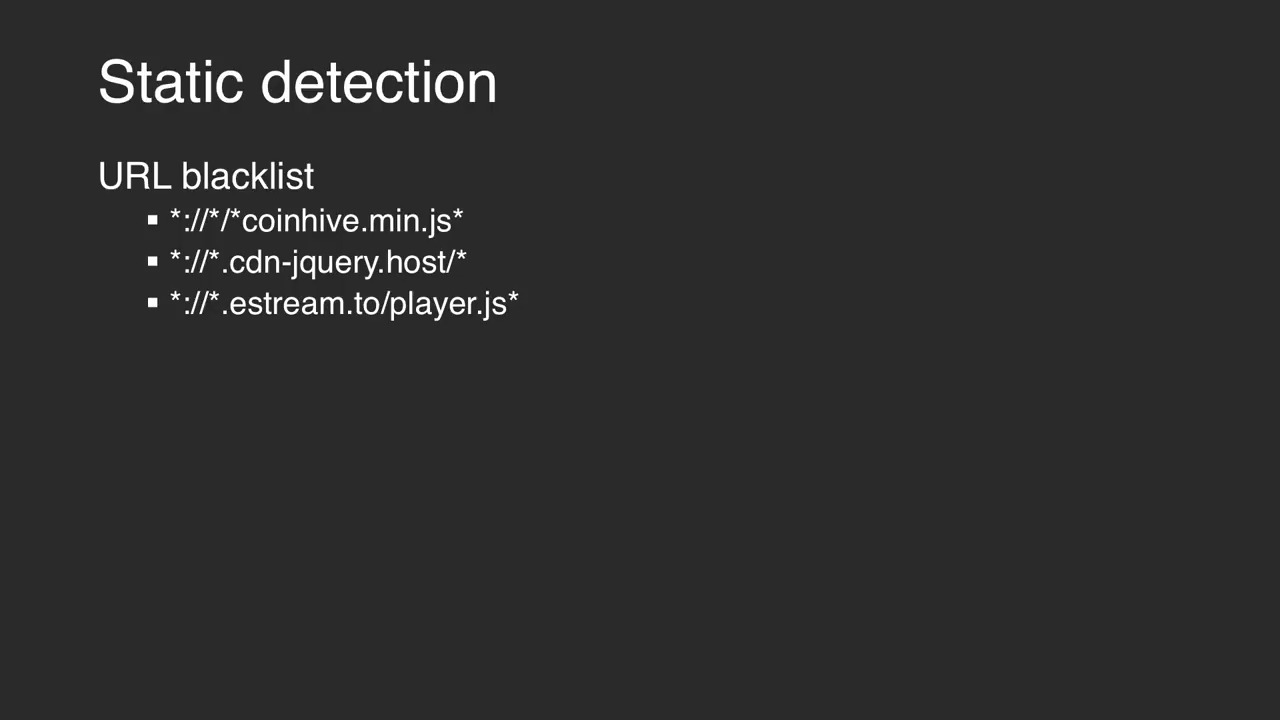 Static detection
URL blacklist
▪ *://*/*coinhive.min.js*
▪ *://*.cdn-jquery.host/*
▪ *://*.estream.to/player.js*